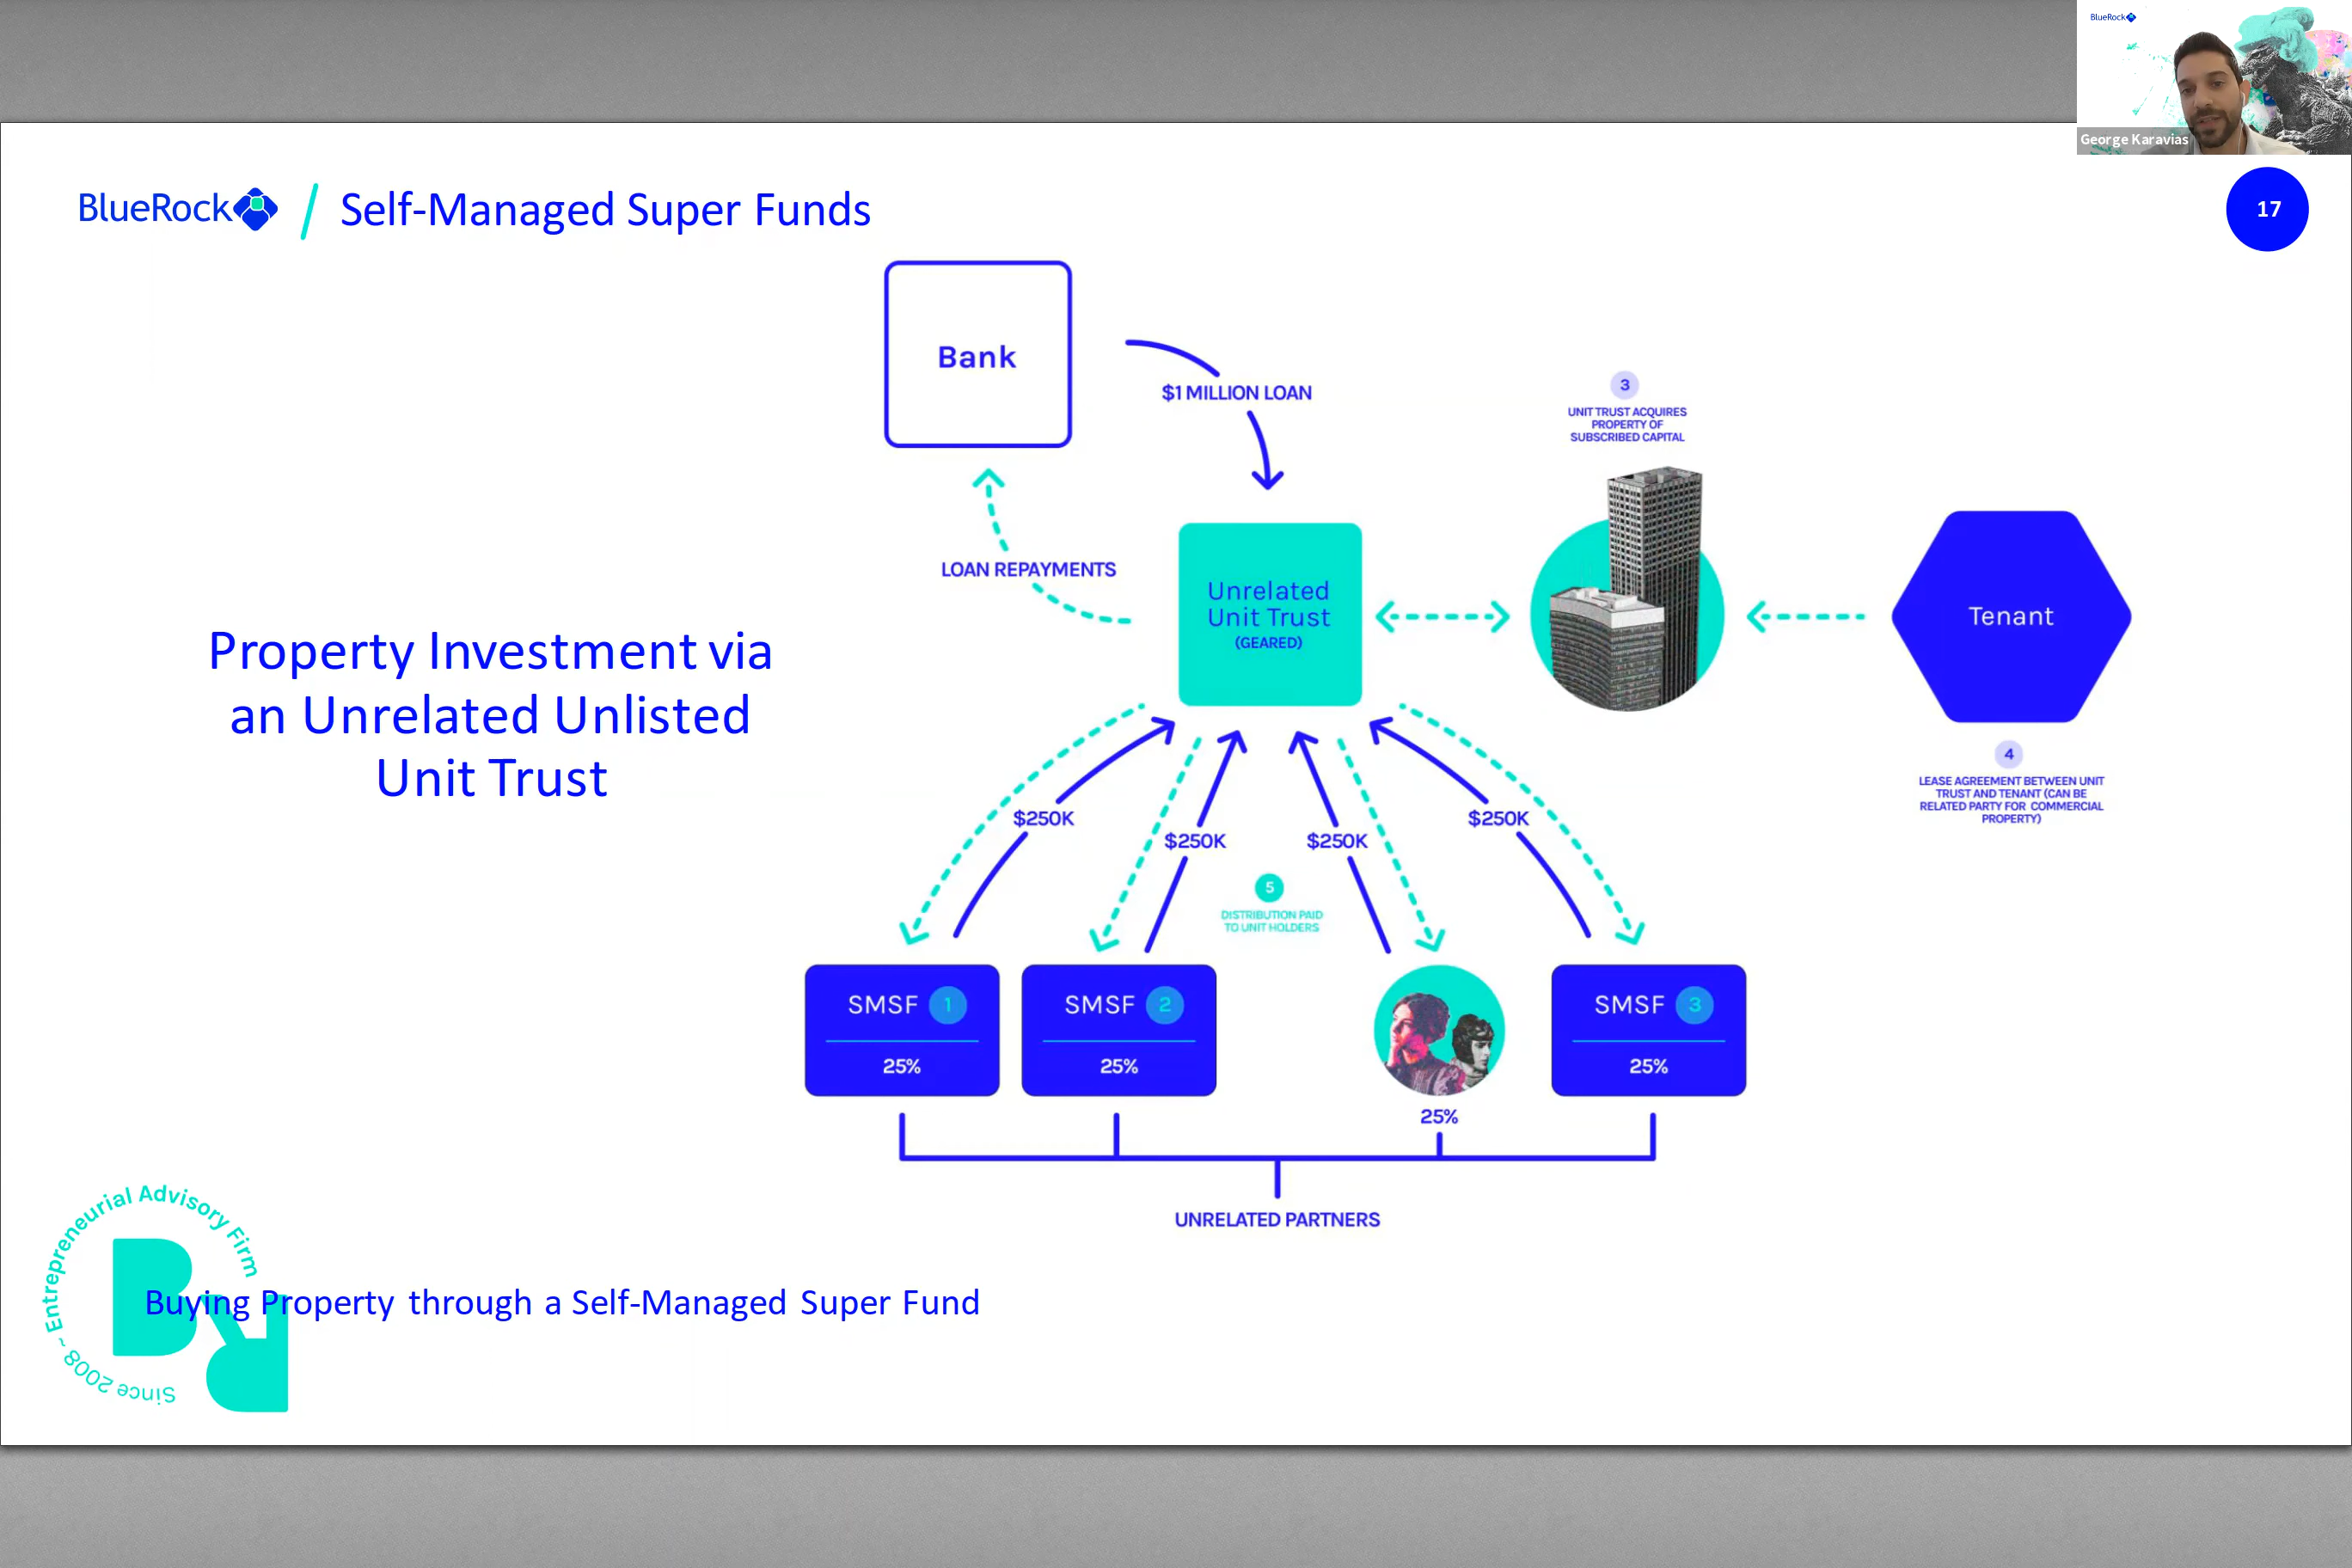 BlueRock
George Karavias
BlueRock / Self-Managed Super Funds
17
Bank
$1 MILLION LOAN
3
UNIT TRUST ACQUIRES
PROPERTY OF
SUBSCRIBED CAPITAL
LOAN REPAYMENTS
Unrelated
Unit Trust
(GEARED)
Tenant
Property Investment via
an Unrelated Unlisted
Unit Trust
4
LEASE AGREEMENT BETWEEN UNIT
TRUST AND TENANT (CAN BE
RELATED PARTY FOR COMMERCIAL
PROPERTY)
$250K
$250K
$250K
$250K
5
DISTRIBUTION PAID
TO UNIT HOLDERS
SMSF 1
25%
SMSF 2
25%
25%
SMSF 3
25%
UNRELATED PARTNERS
Since 2008 ~ Entrepreneurial Advisory Firm
BR
Buying Property through a Self-Managed Super Fund